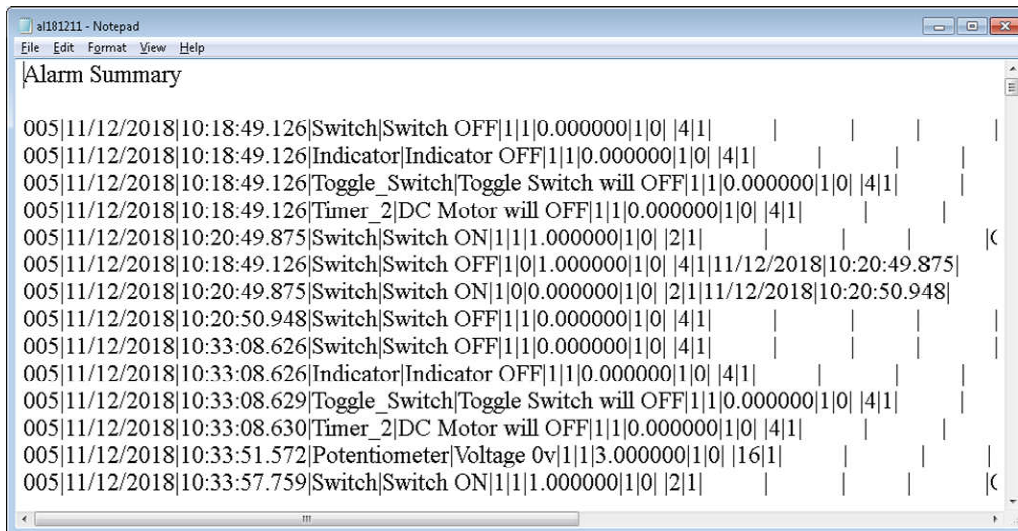 al181211 - Notepad
File Edit Format View Help
Alarm Summary
005|11/12/2018|10:18:49.126|Switch|Switch OFF|1|1|0.000000|1|0| |4|1| | | | |
005|11/12/2018|10:18:49.126|Indicator|Indicator OFF|1|1|0.000000|1|0| |4|1| | | |
005|11/12/2018|10:18:49.126|Toggle_Switch|Toggle Switch will OFF|1|1|0.000000|1|0| |4|1| |
005|11/12/2018|10:18:49.126|Timer_2|DC Motor will OFF|1|1|0.000000|1|0| |4|1| | |
005|11/12/2018|10:20:49.875|Switch|Switch ON|1|1|1.000000|1|0| |2|1| | | | |
005|11/12/2018|10:18:49.126|Switch|Switch OFF|1|0|1.000000|1|0| |4|1|11/12/2018|10:20:49.875|
005|11/12/2018|10:20:49.875|Switch|Switch ON|1|0|0.000000|1|0| |2|1|11/12/2018|10:20:50.948|
005|11/12/2018|10:20:50.948|Switch|Switch OFF|1|1|0.000000|1|0| |4|1| | | | |
005|11/12/2018|10:33:08.626|Switch|Switch OFF|1|1|0.000000|1|0| |4|1| | | | |
005|11/12/2018|10:33:08.626|Indicator|Indicator OFF|1|1|0.000000|1|0| |4|1| | | |
005|11/12/2018|10:33:08.629|Toggle_Switch|Toggle Switch will OFF|1|1|0.000000|1|0| |4|1| |
005|11/12/2018|10:33:08.630|Timer_2|DC Motor will OFF|1|1|0.000000|1|0| |4|1| | |
005|11/12/2018|10:33:51.572|Potentiometer|Voltage 0v|1|1|3.000000|1|0| |16|1| | | |
005|11/12/2018|10:33:57.759|Switch|Switch ON|1|1|1.000000|1|0| |2|1| | | | |